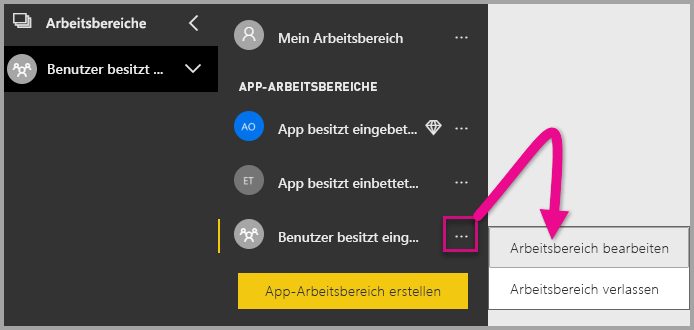 Arbeitsbereiche
Benutzer besitzt ...
Mein Arbeitsbereich ...
APP-ARBEITSBEREICHE
AO App besitzt eingebet... ...
ET App besitzt einbettet... ...
Benutzer besitzt eing... ...
App-Arbeitsbereich erstellen
Arbeitsbereich bearbeiten
Arbeitsbereich verlassen